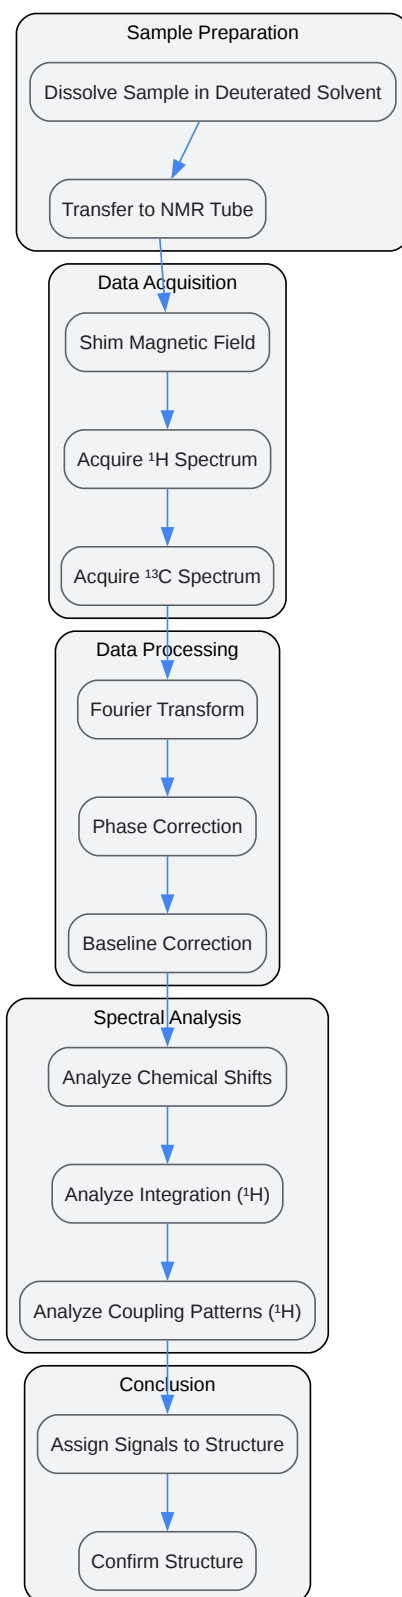 Sample Preparation
Dissolve Sample in Deuterated Solvent
Transfer to NMR Tube
Data Acquisition
Shim Magnetic Field
Acquire ¹H Spectrum
Acquire ¹³C Spectrum
Data Processing
Fourier Transform
Phase Correction
Baseline Correction
Spectral Analysis
Analyze Chemical Shifts
Analyze Integration (¹H)
Analyze Coupling Patterns (¹H)
Conclusion
Assign Signals to Structure
Confirm Structure